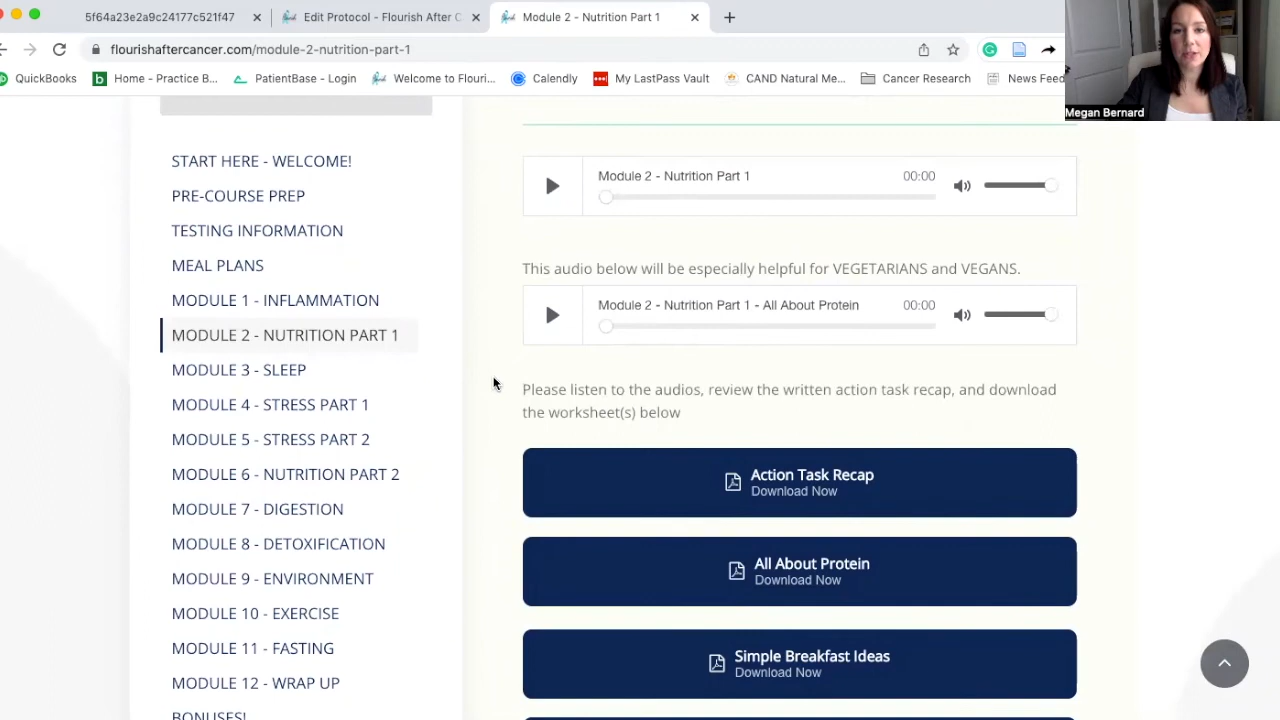 5f64a23e2a9c24177c521f47
Edit Protocol - Flourish After C
Module 2 - Nutrition Part 1
flourishaftercancer.com/module-2-nutrition-part-1
QuickBooks
Home - Practice B...
PatientBase - Login
Welcome to Flouri...
Calendly
My LastPass Vault
CAND Natural Me...
Cancer Research
News Feed
Megan Bernard
START HERE - WELCOME!
PRE-COURSE PREP
TESTING INFORMATION
MEAL PLANS
MODULE 1 - INFLAMMATION
MODULE 2 - NUTRITION PART 1
MODULE 3 - SLEEP
MODULE 4 - STRESS PART 1
MODULE 5 - STRESS PART 2
MODULE 6 - NUTRITION PART 2
MODULE 7 - DIGESTION
MODULE 8 - DETOXIFICATION
MODULE 9 - ENVIRONMENT
MODULE 10 - EXERCISE
MODULE 11 - FASTING
MODULE 12 - WRAP UP
BONUSES!
Module 2 - Nutrition Part 1 00:00
This audio below will be especially helpful for VEGETARIANS and VEGANS.
Module 2 - Nutrition Part 1 - All About Protein 00:00
Please listen to the audios, review the written action task recap, and download
the worksheet(s) below
Action Task Recap
Download Now
All About Protein
Download Now
Simple Breakfast Ideas
Download Now